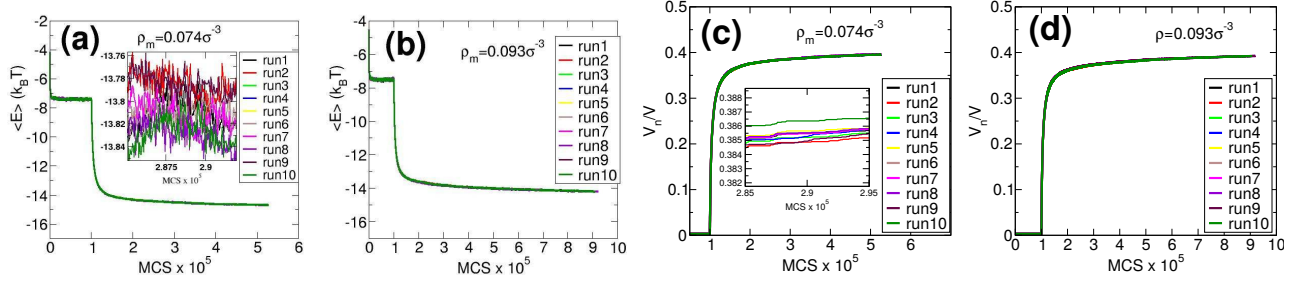 (a)
ρm=0.074σ-3
<E> (kBT)
-2
-4
-6
-8
-10
-12
-14
-16
0 1 2 3 4 5 6
MCS x 10⁵
-13.76
-13.78
-13.8
-13.82
-13.84
2.875 2.9
MCS x 10⁵
run1
run2
run3
run4
run5
run6
run7
run8
run9
run10
(b)
ρm=0.093σ-3
<E> (kBT)
-4
-6
-8
-10
-12
-14
-16
0 1 2 3 4 5 6 7 8 9 10
MCS x 10⁵
run1
run2
run3
run4
run5
run6
run7
run8
run9
run10
(c)
ρm=0.074σ-3
Vn/V
0.5
0.4
0.3
0.2
0.1
0
0 1 2 3 4 5 6 7
MCS x 10⁵
0.388
0.387
0.386
0.385
0.384
0.383
0.382
2.85 2.9 2.95
MCS x 10⁵
run1
run2
run3
run4
run5
run6
run7
run8
run9
run10
(d)
ρ=0.093σ-3
Vn/V
0.5
0.4
0.3
0.2
0.1
0
0 1 2 3 4 5 6 7 8 9 10
MCS x 10⁵
run1
run2
run3
run4
run5
run6
run7
run8
run9
run10